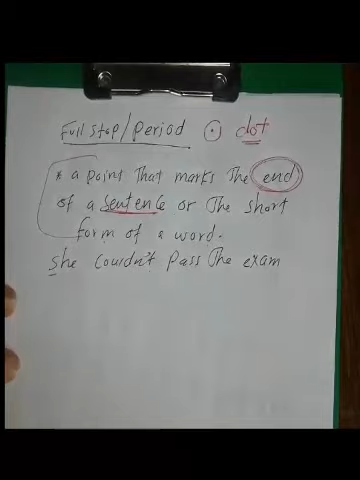 Full stop/period . dot
* a point That marks The end
of a sentence or The short
form of a word.
she couldn't pass The exam